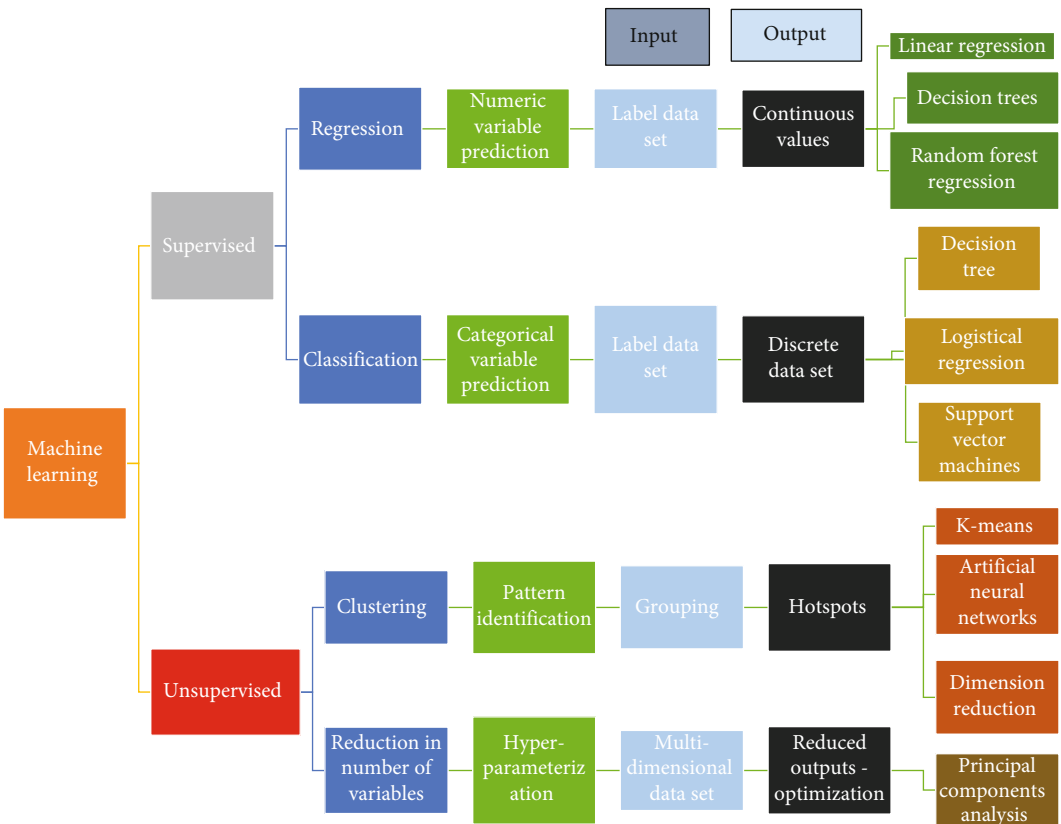 Input
Output
Linear regression
Regression
Numeric
variable
prediction
Label data
set
Continuous
values
Decision trees
Random forest
regression
Supervised
Decision
tree
Classification
Categorical
variable
prediction
Label data
set
Discrete
data set
Logistical
regression
Support
vector
machines
Machine
learning
K-means
Clustering
Pattern
identification
Grouping
Hotspots
Artificial
neural
networks
Unsupervised
Dimension
reduction
Reduction in
number of
variables
Hyper-
parameteriz
ation
Multi-
dimensional
data set
Reduced
outputs -
optimization
Principal
components
analysis